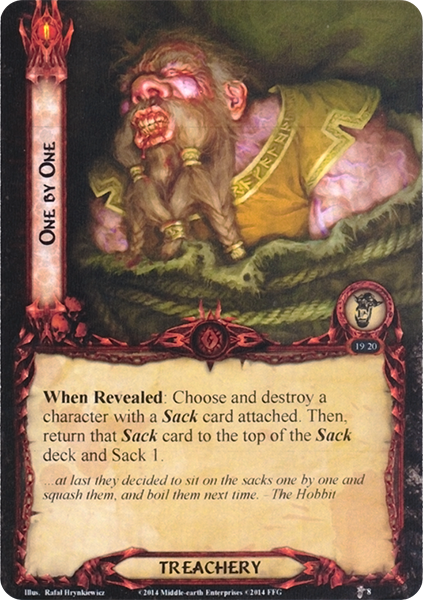 One by One
19.20
When Revealed: Choose and destroy a
character with a Sack card attached. Then,
return that Sack card to the top of the Sack
deck and Sack 1.
...at last they decided to sit on the sacks one by one and
squash them, and boil them next time. -The Hobbit
TREACHERY
Illus. Rafał Hrynkiewicz ©2014 Middle-earth Enterprises ©2014 FFG 8